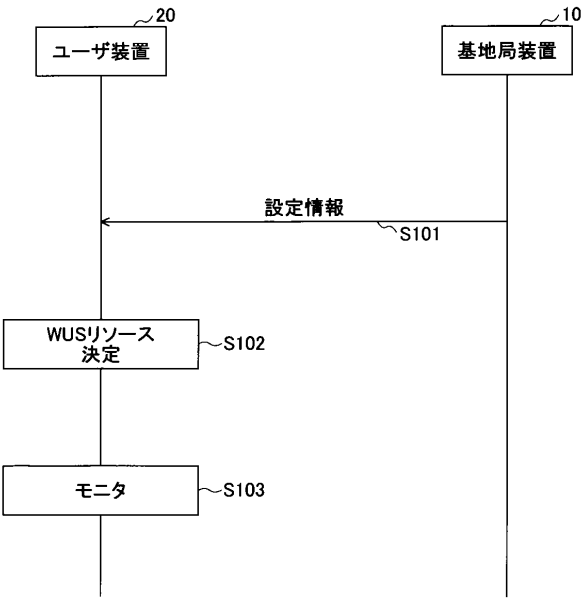 20
ユーザ装置
10
基地局装置
設定情報
S101
WUSリソース
決定
S102
モニタ
S103